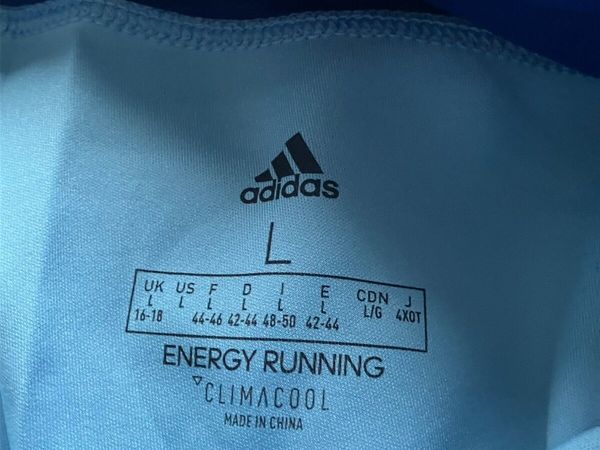 adidas
L
UK US F D I E CDN J
L L L L L L L/G 4XOT
16-18 44-46 42-44 48-50 42-44
ENERGY RUNNING
CLIMACOOL
MADE IN CHINA